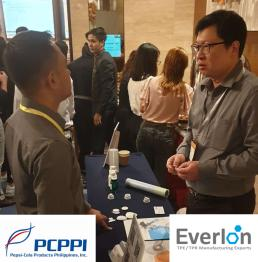 PCPPI
Pepsi-Cola Products Philippines, Inc.
Everlon
TPE / TPR Manufacturing Experts